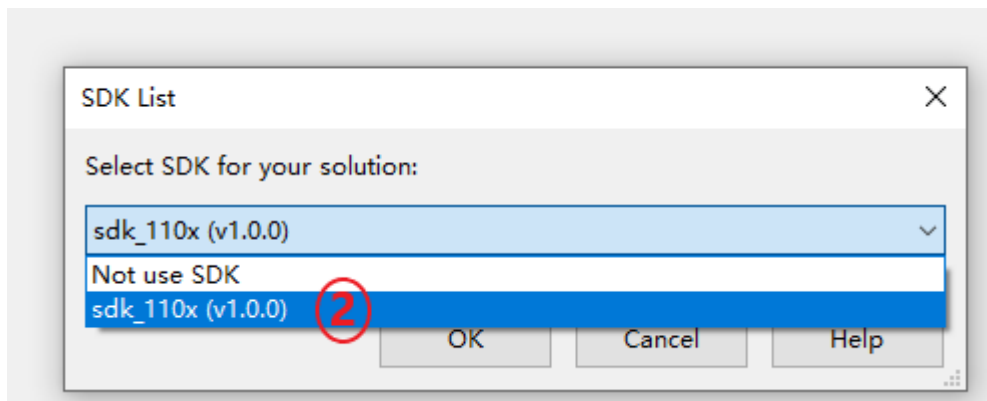 SDK List
Select SDK for your solution:
sdk_110x (v1.0.0)
Not use SDK
sdk_110x (v1.0.0) 2
OK Cancel Help